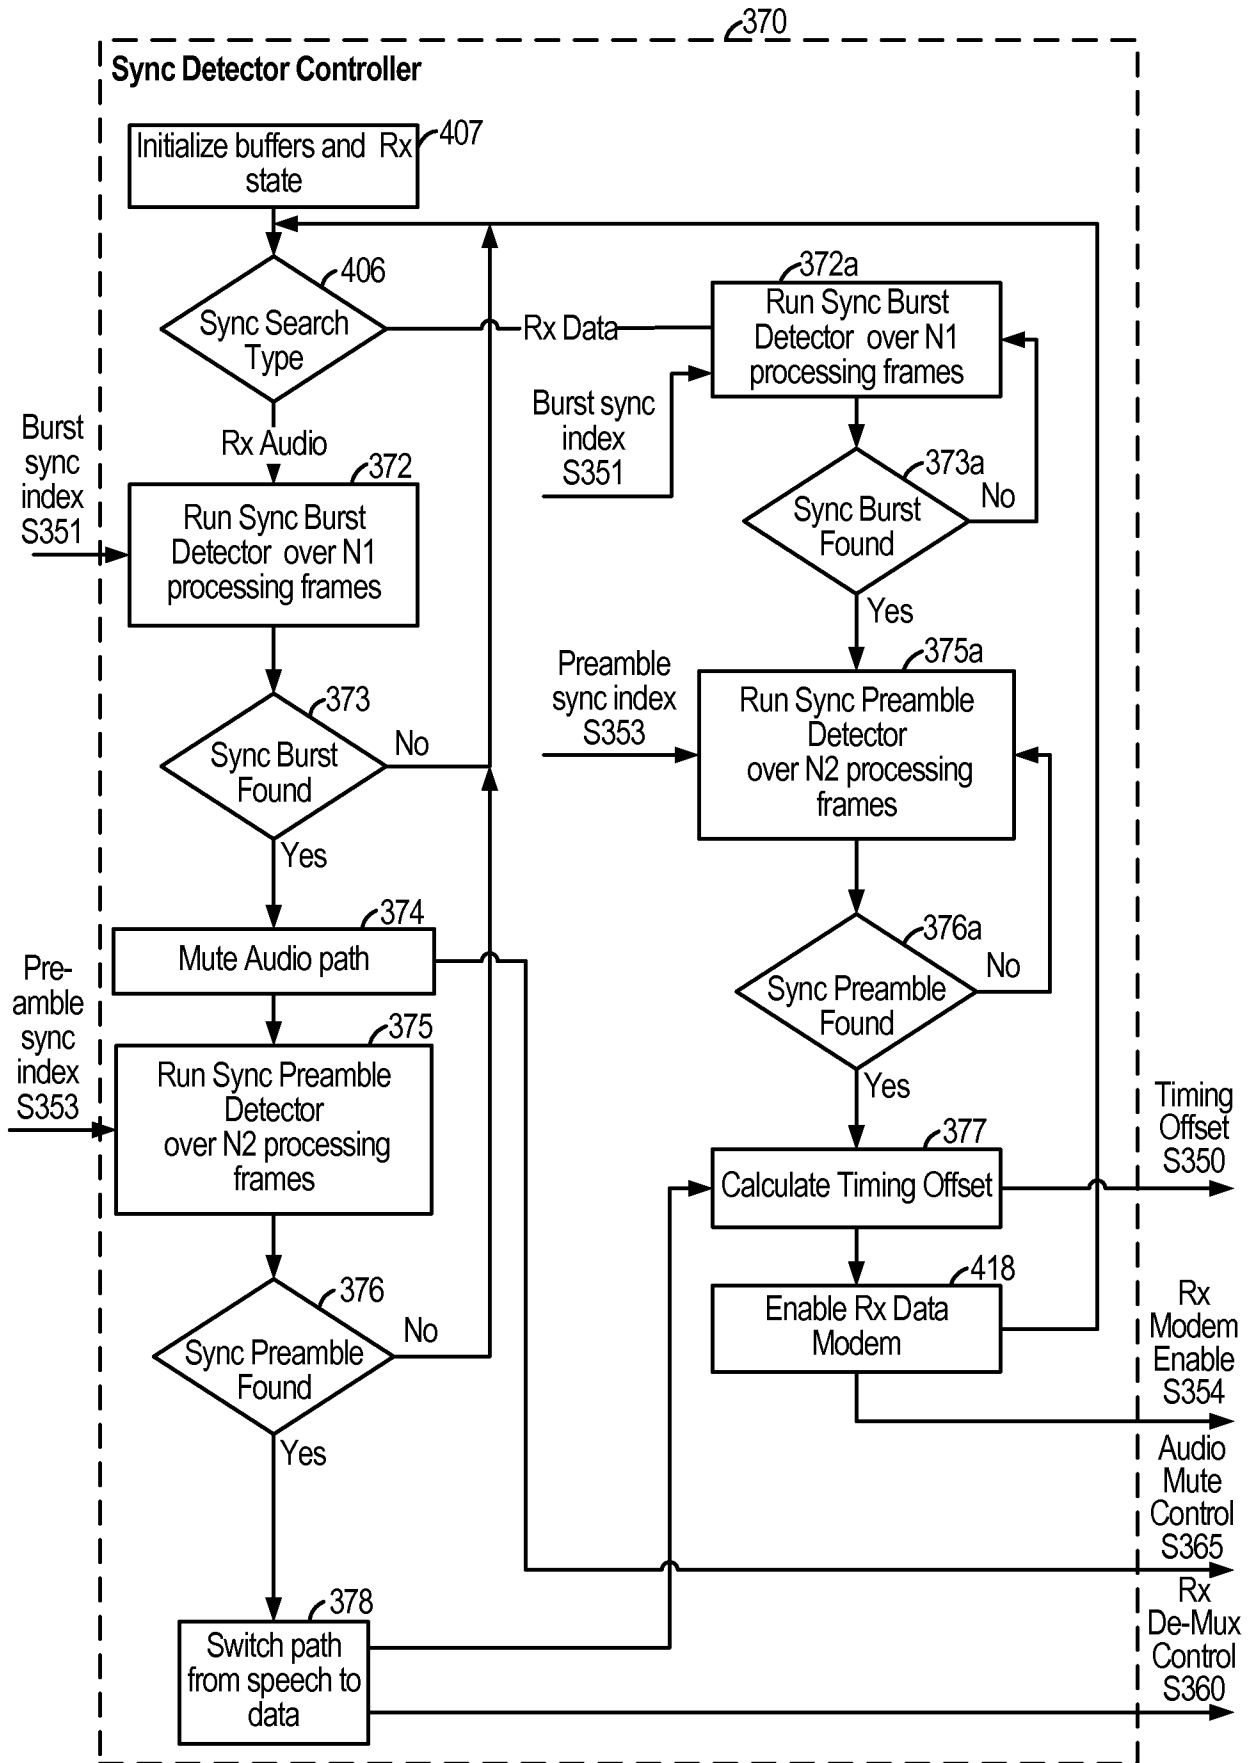 370
Sync Detector Controller
Initialize buffers and Rx
state
407
406
Sync Search
Type
Rx Data
Rx Audio
Burst
sync
index
S351
372
Run Sync Burst
Detector over N1
processing frames
373
Sync Burst
Found
No
Yes
374
Mute Audio path
Pre-
amble
sync
index
S353
375
Run Sync Preamble
Detector
over N2 processing
frames
376
Sync Preamble
Found
No
Yes
378
Switch path
from speech to
data
372a
Run Sync Burst
Detector over N1
processing frames
Burst sync
index
S351
373a
Sync Burst
Found
No
Yes
Preamble
sync index
S353
375a
Run Sync Preamble
Detector
over N2 processing
frames
376a
Sync Preamble
Found
No
Yes
377
Calculate Timing Offset
418
Enable Rx Data
Modem
Timing
Offset
S350
Rx
Modem
Enable
S354
Audio
Mute
Control
S365
Rx
De-Mux
Control
S360